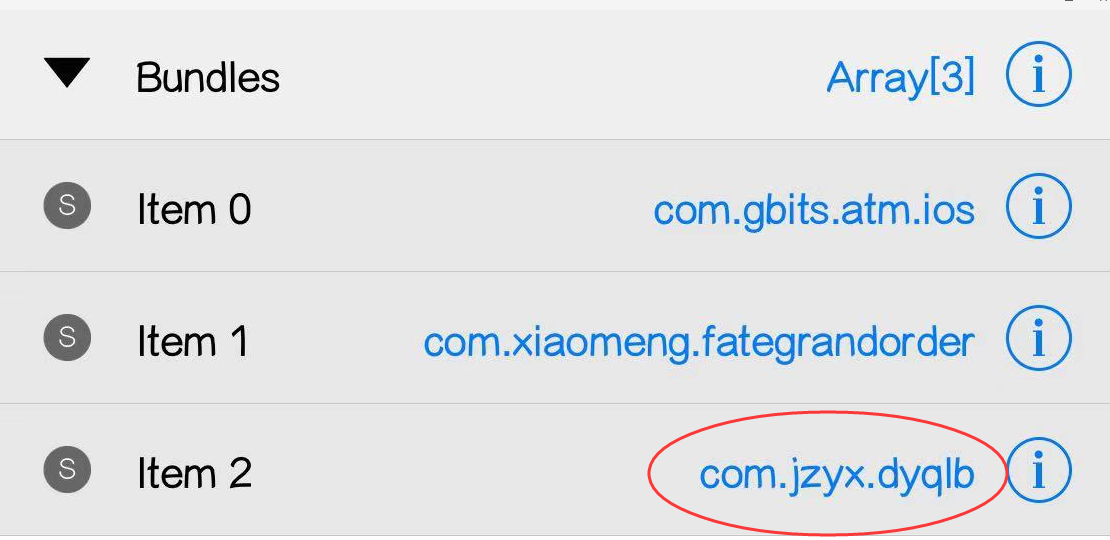 Bundles Array[3] i
S Item 0 com.gbits.atm.ios i
S Item 1 com.xiaomeng.fategrandorder i
S Item 2 com.jzyx.dyqlb i